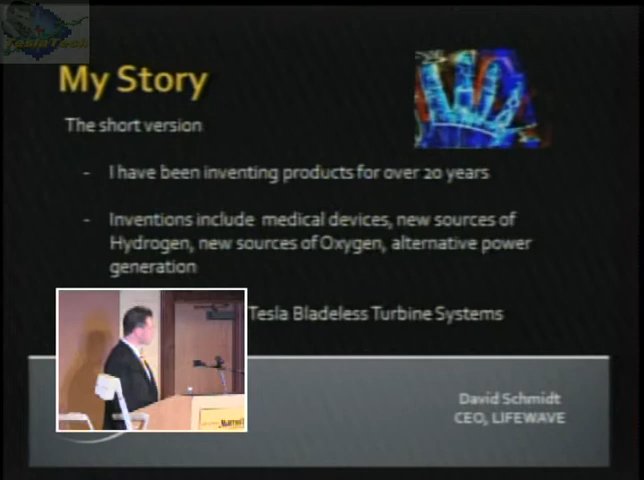 TeslaTech
My Story
The short version
- I have been inventing products for over 20 years
- Inventions include medical devices, new sources of
Hydrogen, new sources of Oxygen, alternative power
generation
Tesla Bladeless Turbine Systems
David Schmidt
CEO, LIFEWAVE